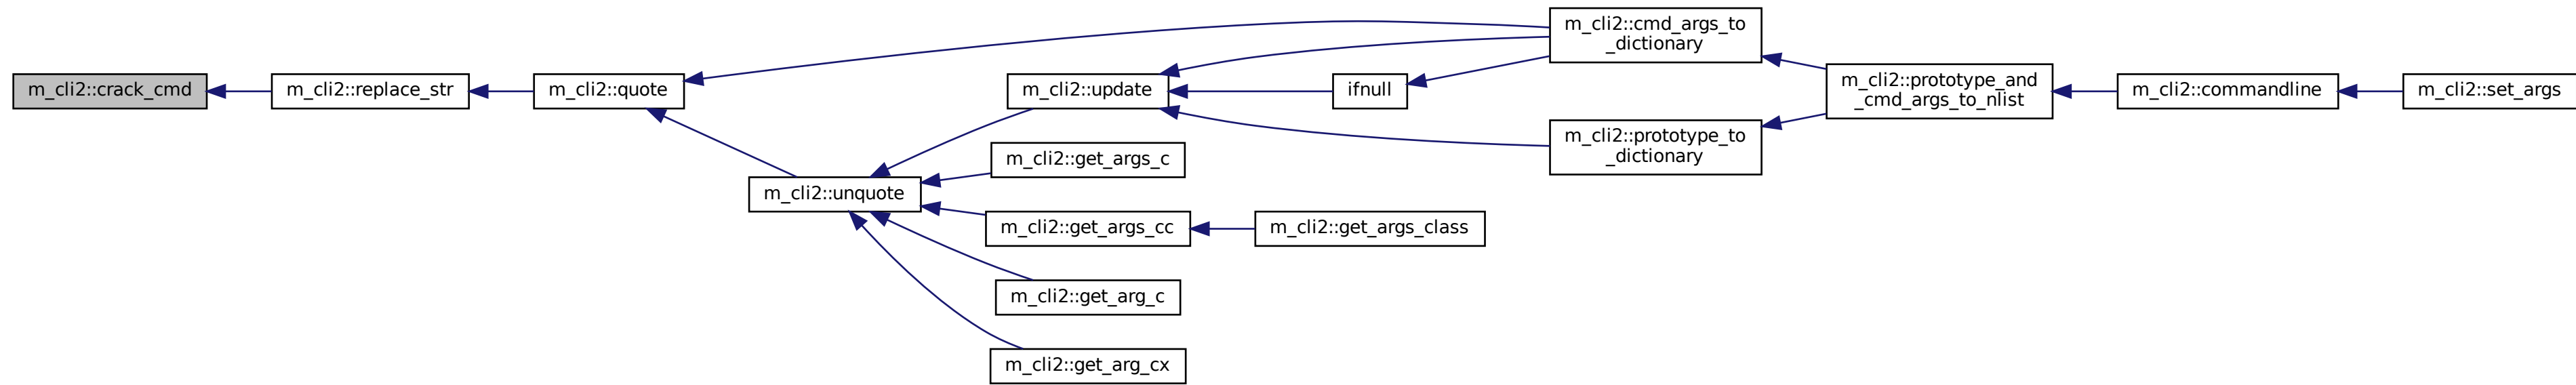 m_cli2::crack_cmd
m_cli2::replace_str
m_cli2::quote
m_cli2::cmd_args_to
_dictionary
m_cli2::update
ifnull
m_cli2::prototype_and
_cmd_args_to_nlist
m_cli2::commandline
m_cli2::set_args
m_cli2::prototype_to
_dictionary
m_cli2::get_args_c
m_cli2::unquote
m_cli2::get_args_cc
m_cli2::get_args_class
m_cli2::get_arg_c
m_cli2::get_arg_cx